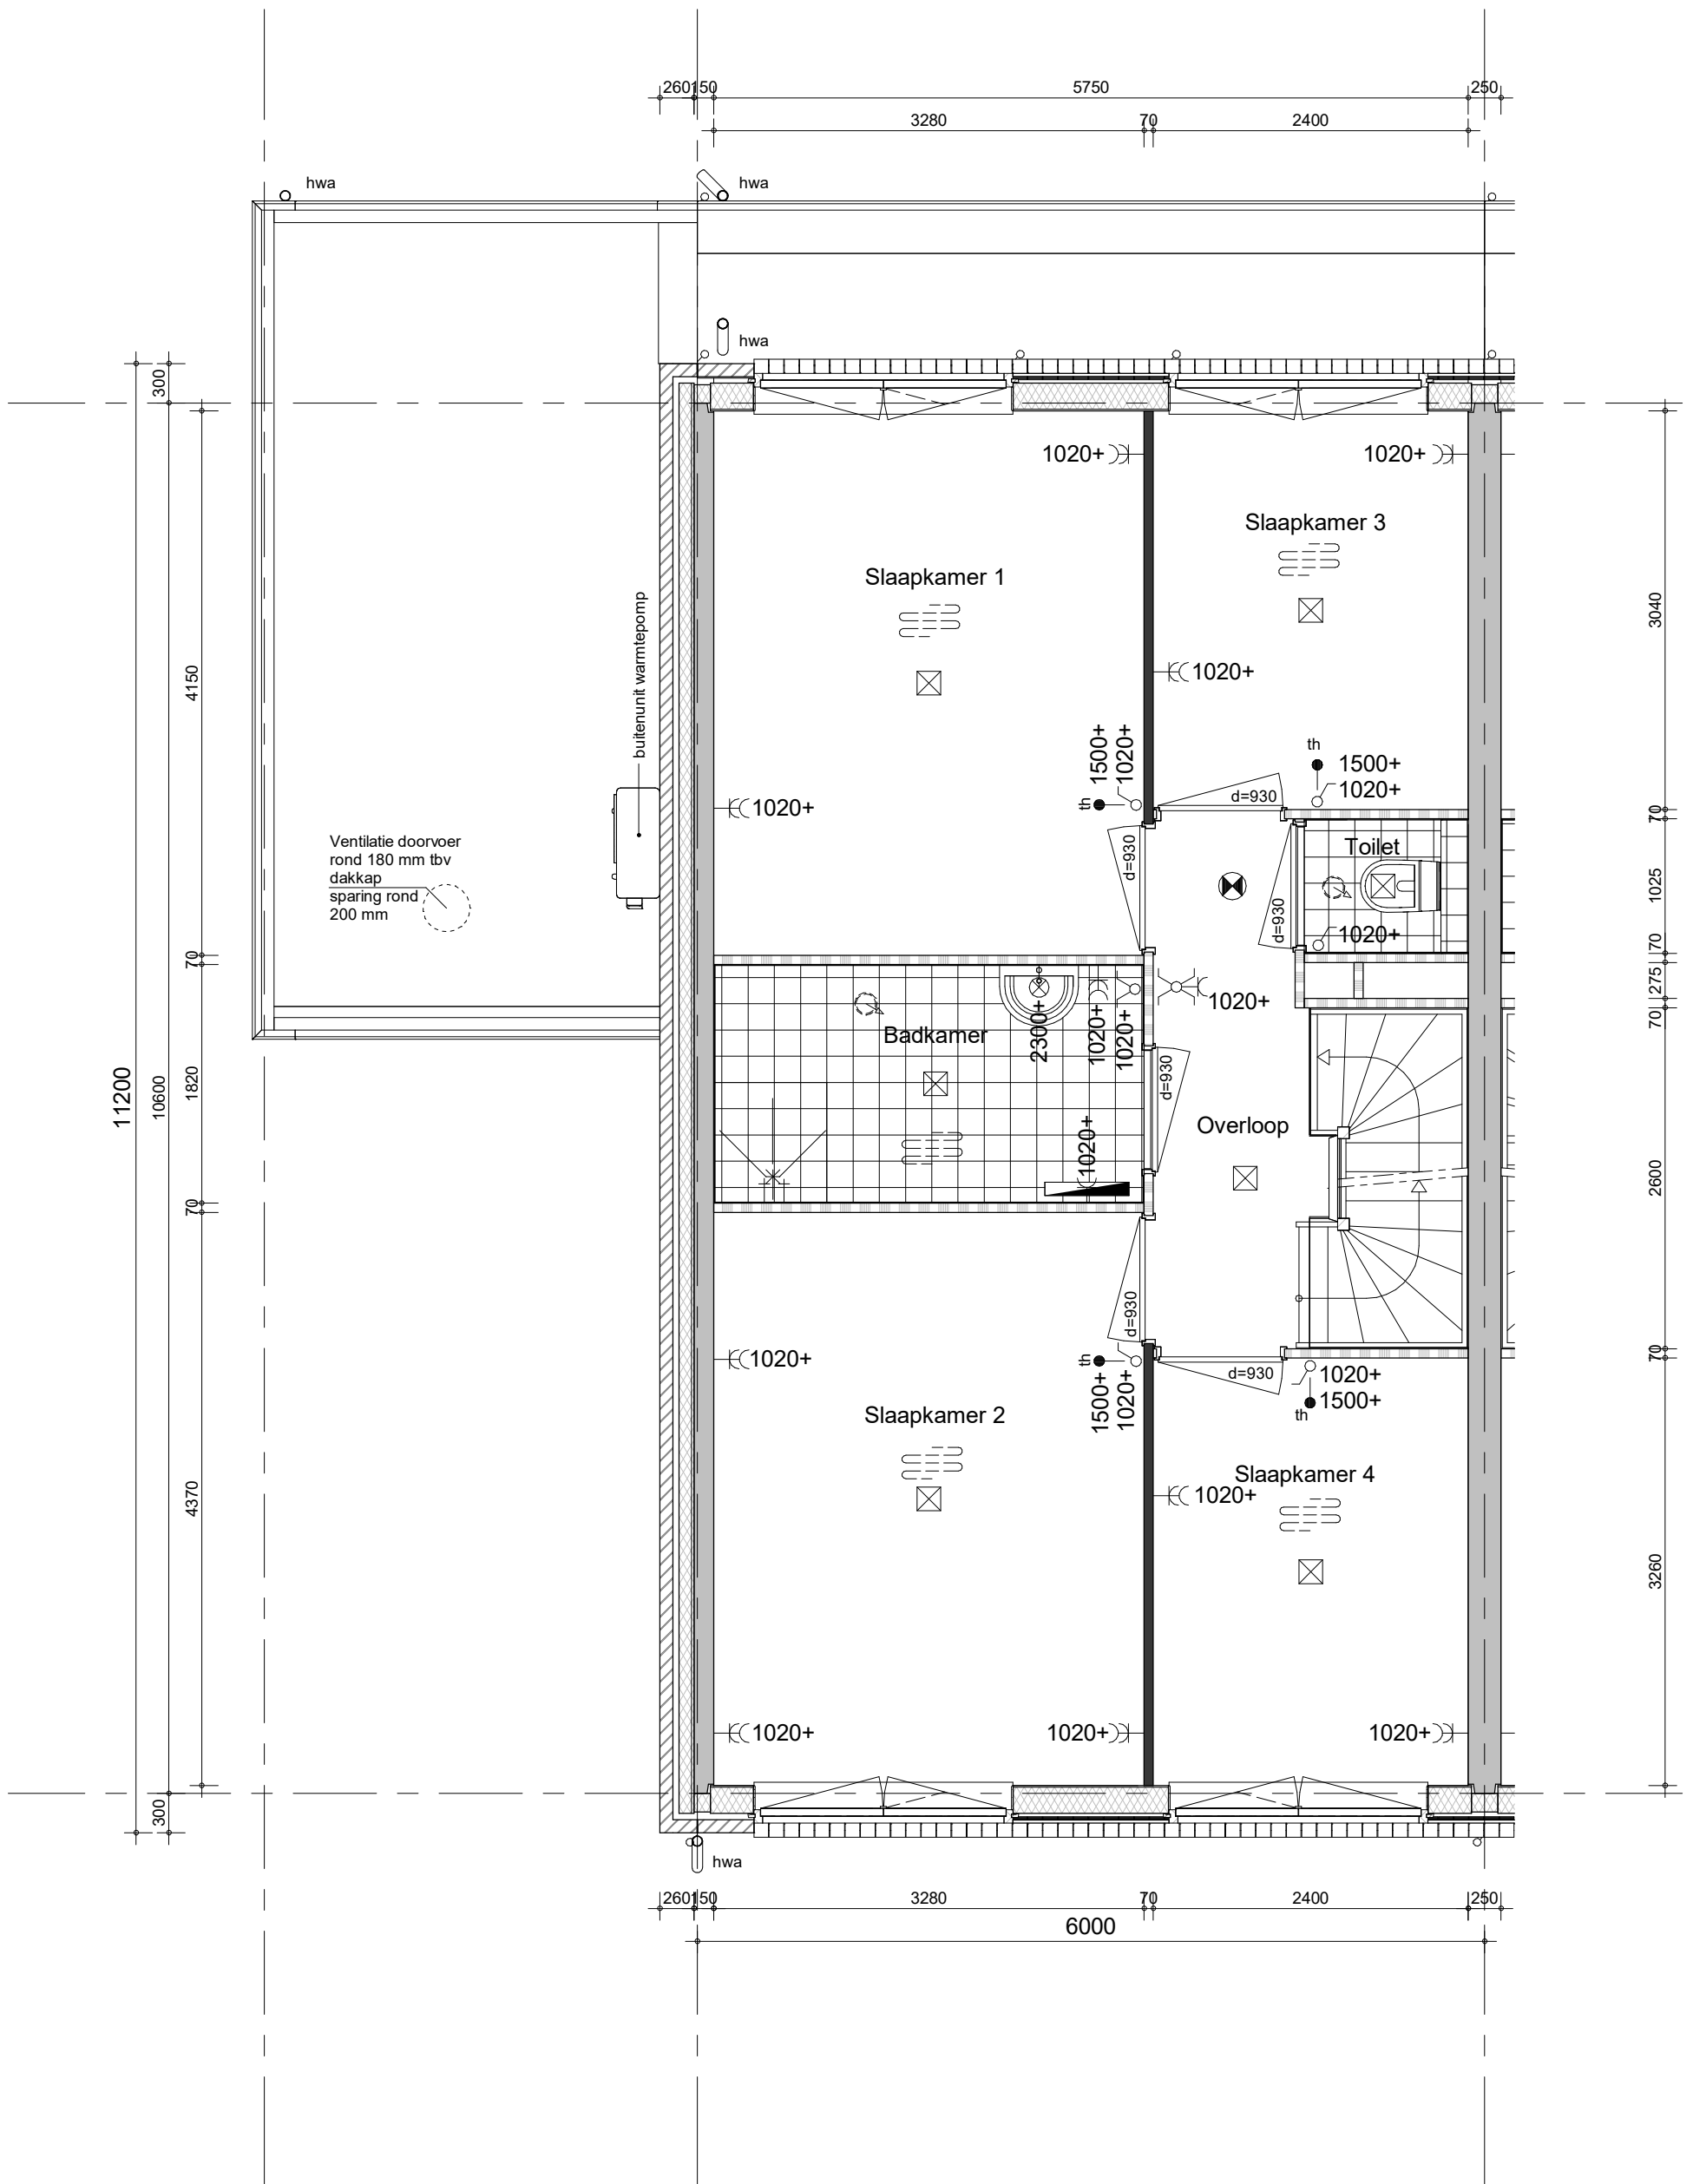 260
150
5750
250
3280
70
2400
hwa
hwa
hwa
300
1020+
1020+
Slaapkamer 3
Slaapkamer 1
3040
buitenunit warmtepomp
4150
1020+
1500+
1020+
th
th
1500+
1020+
1020+
d=930
70
Ventilatie doorvoer
rond 180 mm tbv
dakkap
sparing rond
200 mm
d=930
Toilet
d=930
1025
1020+
70
70
275
1020+
70
2300+
1020+
1020+
Badkamer
d=930
11200
10600
1820
Overloop
1020+
2600
70
d=930
1020+
th
1500+
1020+
d=930
1020+
1500+
th
70
Slaapkamer 2
Slaapkamer 4
1020+
4370
3260
1020+
1020+
1020+
300
hwa
260
150
3280
70
2400
250
6000